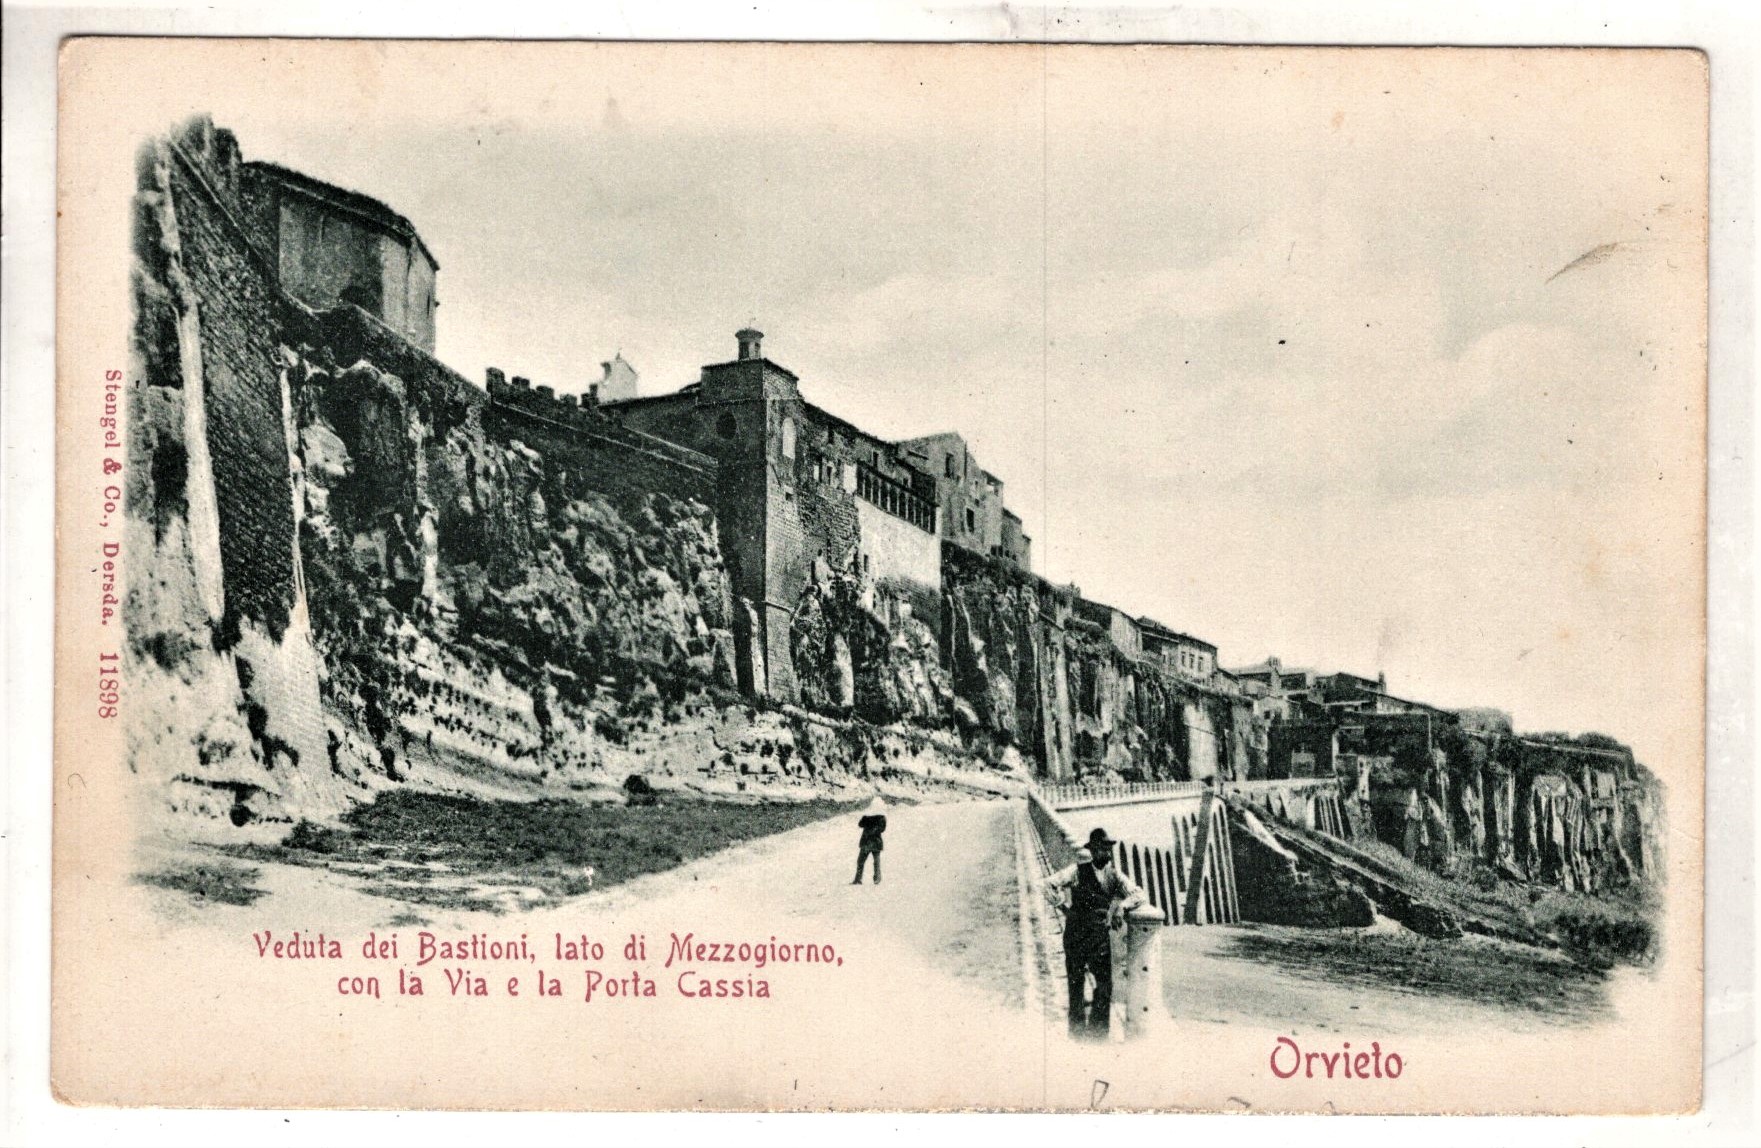 Stengel & Co., Dersda. 11898
Veduta dei Bastioni, lato di Mezzogiorno,
con la Via e la Porta Cassia
Orvieto